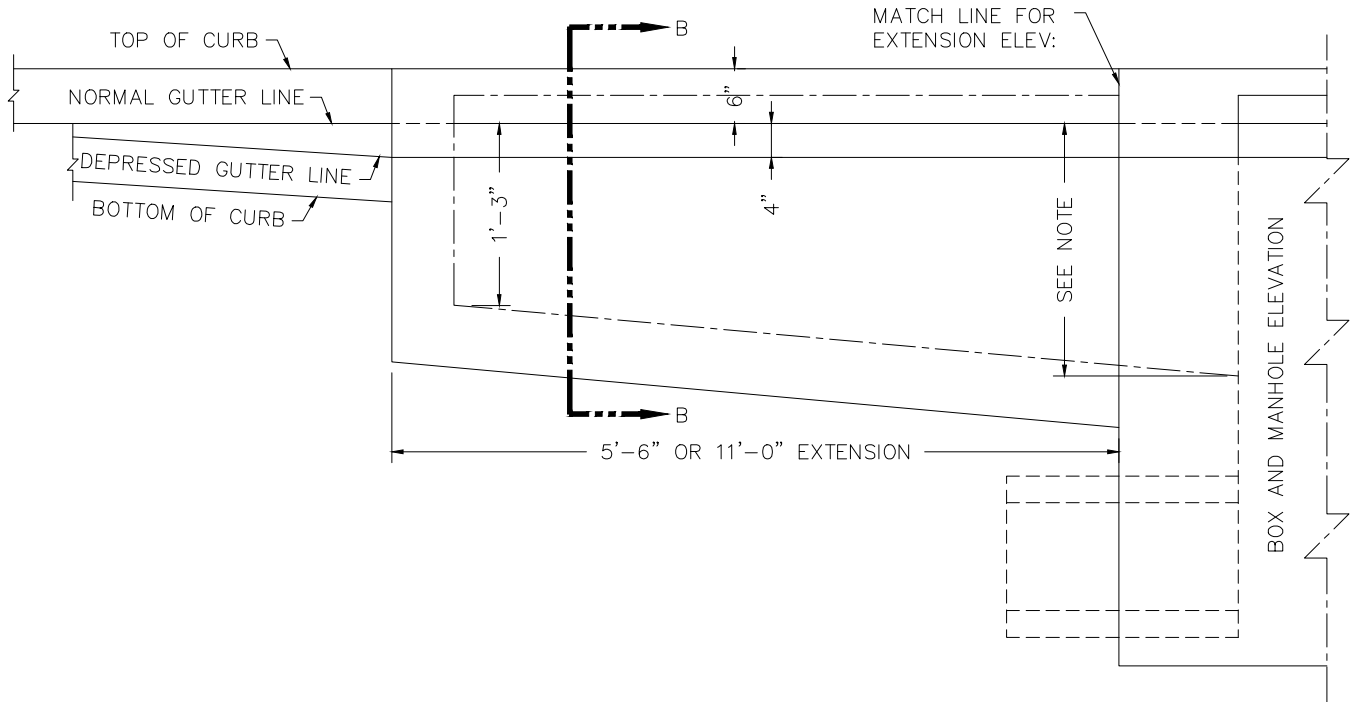 MATCH LINE FOR
EXTENSION ELEV:
B
TOP OF CURB
6”
NORMAL GUTTER LINE
DEPRESSED GUTTER LINE
BOTTOM OF CURB
1’-3”
4”
SEE NOTE
BOX AND MANHOLE ELEVATION
B
5’-6” OR 11’-0” EXTENSION